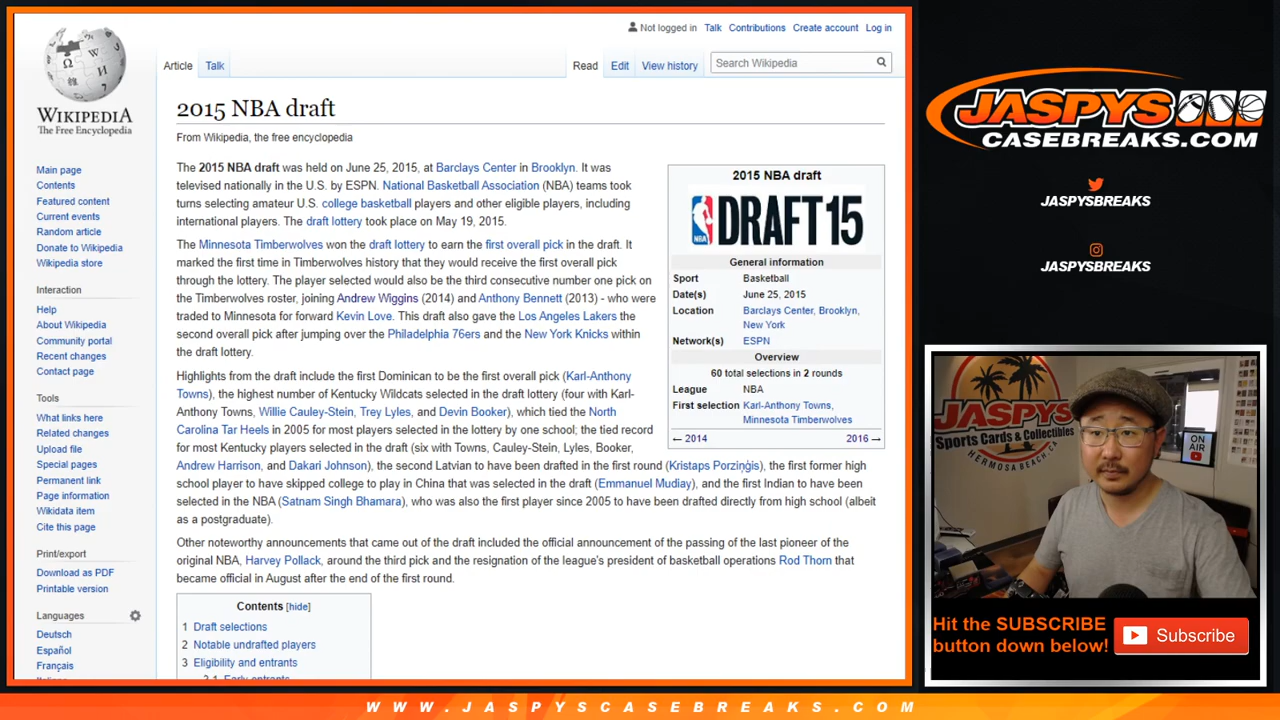 Not logged in Talk Contributions Create account Log in
Article Talk
Read Edit View history
Search Wikipedia
WIKIPEDIA
The Free Encyclopedia
Main page
Contents
Featured content
Current events
Random article
Donate to Wikipedia
Wikipedia store
Interaction
Help
About Wikipedia
Community portal
Recent changes
Contact page
Tools
What links here
Related changes
Upload file
Special pages
Permanent link
Page information
Wikidata item
Cite this page
Print/export
Download as PDF
Printable version
Languages
Deutsch
Español
Français
2015 NBA draft
From Wikipedia, the free encyclopedia
The 2015 NBA draft was held on June 25, 2015, at Barclays Center in Brooklyn. It was
televised nationally in the U.S. by ESPN. National Basketball Association (NBA) teams took
turns selecting amateur U.S. college basketball players and other eligible players, including
international players. The draft lottery took place on May 19, 2015.
The Minnesota Timberwolves won the draft lottery to earn the first overall pick in the draft. It
marked the first time in Timberwolves history that they would receive the first overall pick
through the lottery. The player selected would also be the third consecutive number one pick on
the Timberwolves roster, joining Andrew Wiggins (2014) and Anthony Bennett (2013) - who were
traded to Minnesota for forward Kevin Love. This draft also gave the Los Angeles Lakers the
second overall pick after jumping over the Philadelphia 76ers and the New York Knicks within
the draft lottery.
Highlights from the draft include the first Dominican to be the first overall pick (Karl-Anthony
Towns), the highest number of Kentucky Wildcats selected in the draft lottery (four with Karl-
Anthony Towns, Willie Cauley-Stein, Trey Lyles, and Devin Booker), which tied the North
Carolina Tar Heels in 2005 for most players selected in the lottery by one school; the tied record
for most Kentucky players selected in the draft (six with Towns, Cauley-Stein, Lyles, Booker,
Andrew Harrison, and Dakari Johnson), the second Latvian to have been drafted in the first round (Kristaps Porziņģis), the first former high
school player to have skipped college to play in China that was selected in the draft (Emmanuel Mudiay), and the first Indian to have been
selected in the NBA (Satnam Singh Bhamara), who was also the first player since 2005 to have been drafted directly from high school (albeit
as a postgraduate).
Other noteworthy announcements that came out of the draft included the official announcement of the passing of the last pioneer of the
original NBA, Harvey Pollack, around the third pick and the resignation of the league's president of basketball operations Rod Thorn that
became official in August after the end of the first round.
Contents [hide]
1 Draft selections
2 Notable undrafted players
3 Eligibility and entrants
2015 NBA draft
NBA
DRAFT15
General information
Sport Basketball
Date(s) June 25, 2015
Location Barclays Center, Brooklyn,
New York
Network(s) ESPN
Overview
60 total selections in 2 rounds
League NBA
First selection Karl-Anthony Towns,
Minnesota Timberwolves
← 2014 2016 →
JASPYS
CASEBREAKS.COM
JASPYSBREAKS
JASPYSBREAKS
JASPYS
Sports Cards & Collectibles
HERMOSA BEACH, CA
ON
AIR
Hit the SUBSCRIBE
button down below!
Subscribe
WWW.JASPYSCASEBREAKS.COM